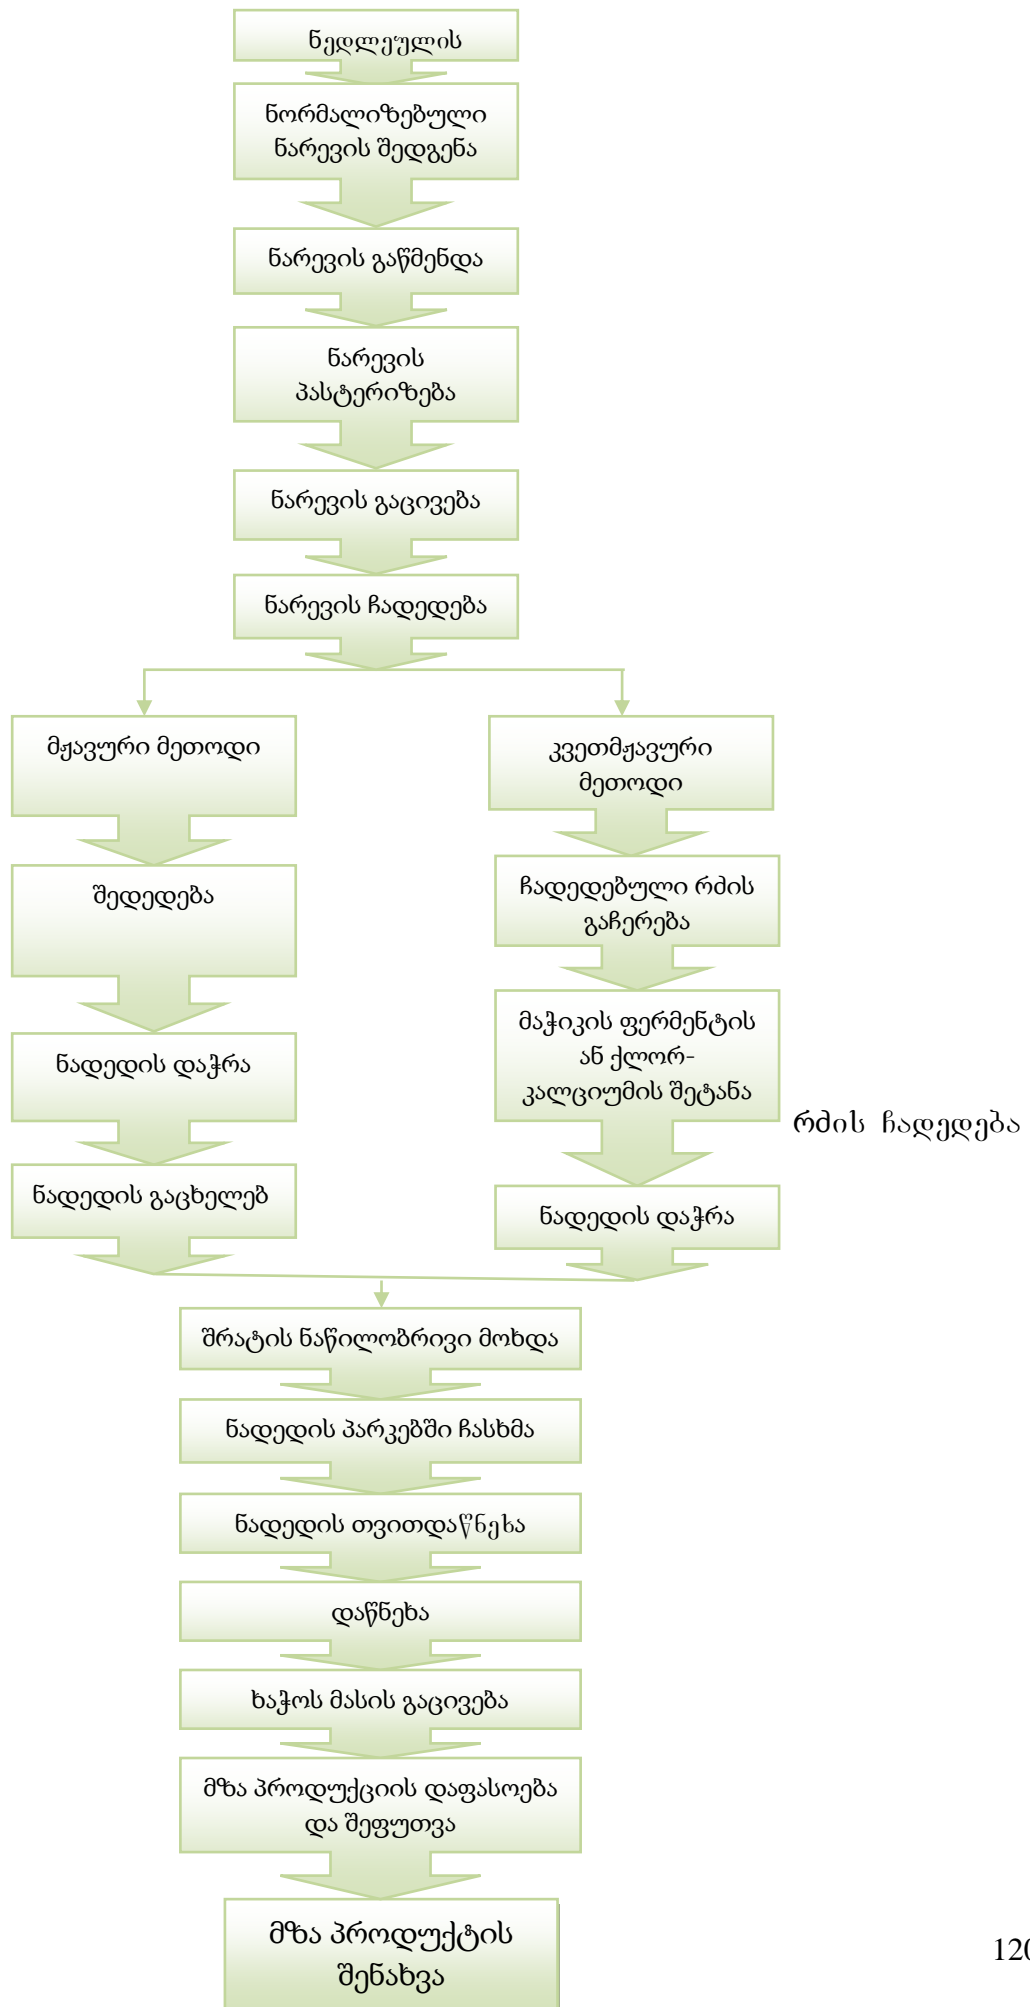 ნედლეულის
ნორმალიზებული
ნარევის შედგენა
ნარევის გაწმენდა
ნარევის
პასტერიზება
ნარევის გაცივება
ნარევის ჩადედება
მჟავური მეთოდი
შედედება
ნადედის დაჭრა
ნადედის გაცხელებ
კვეთმჟავური
მეთოდი
ჩადედებული რძის
გაჩერება
მაჭიკის ფერმენტის
ან ქლორ-
კალციუმის შეტანა
რძის ჩადედება
ნადედის დაჭრა
შრატის ნაწილობრივი მოხდა
ნადედის პარკებში ჩასხმა
ნადედის თვითდაწნეხა
დაწნეხა
ხაჭოს მასის გაცივება
მზა პროდუქციის დაფასოება
და შეფუთვა
მზა პროდუქტის
შენახვა
120